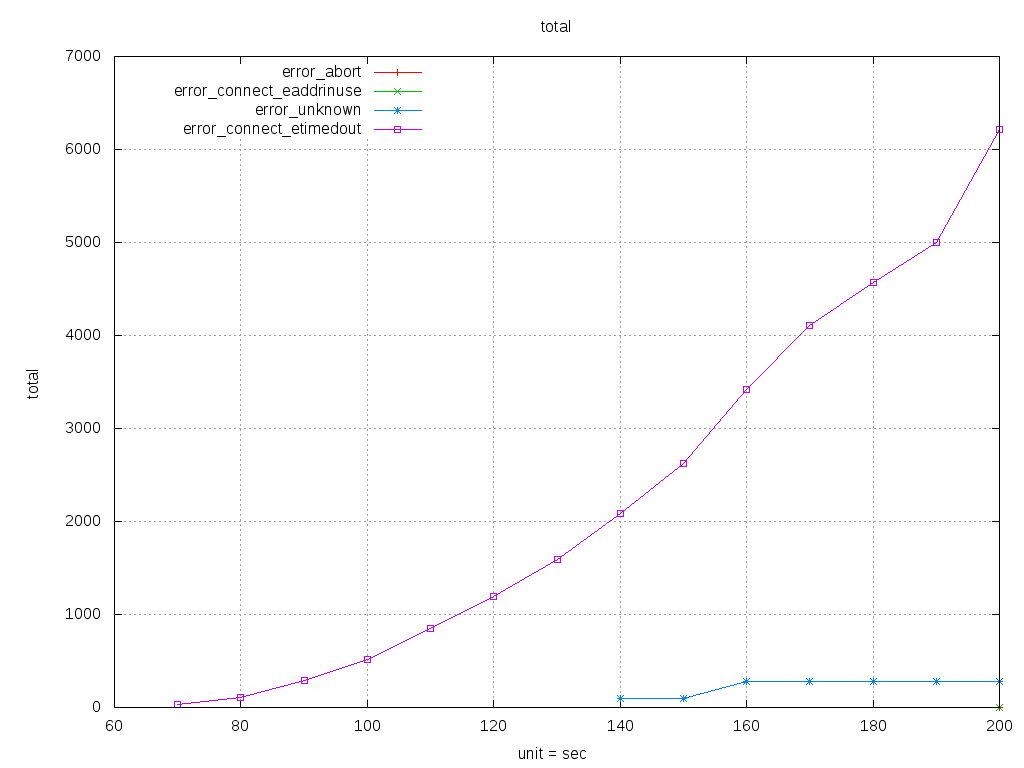 total
7000
6000
5000
4000
3000
2000
1000
0
total
error_abort
error_connect_eaddrinuse
error_unknown
error_connect_etimedout
60 80 100 120 140 160 180 200
unit = sec